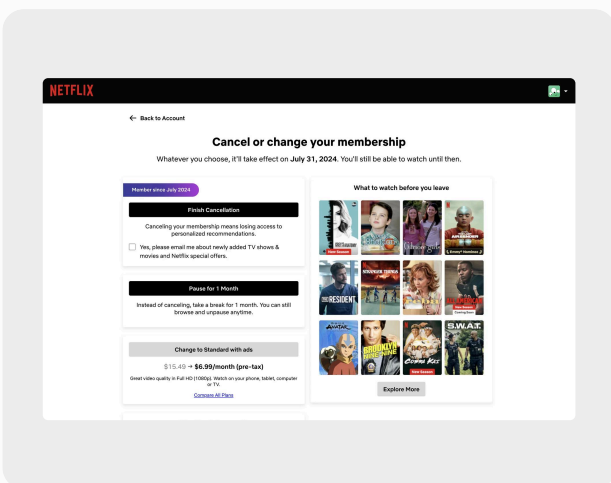 NETFLIX
← Back to Account
Cancel or change your membership
Whatever you choose, it'll take effect on July 31, 2024. You'll still be able to watch until then.
Member since July 2024
Finish Cancellation
Canceling your membership means losing access to
personalized recommendations.
Yes, please email me about newly added TV shows &
movies and Netflix special offers.
Pause for 1 Month
Instead of canceling, take a break for 1 month. You can still
browse and unpause anytime.
Change to Standard with ads
$15.49 → $6.99/month (pre-tax)
Great video quality in Full HD (1080p). Watch on your phone, tablet, computer
or TV.
Compare All Plans
What to watch before you leave
New Season
Gilmore girls
AIRBENDER
RESIDENT
STRANGER THINGS
Coming Soon
AVATAR
BROOKLYN
NINE-NINE
COBRA KAI
New Season
S.W.A.T.
Explore More